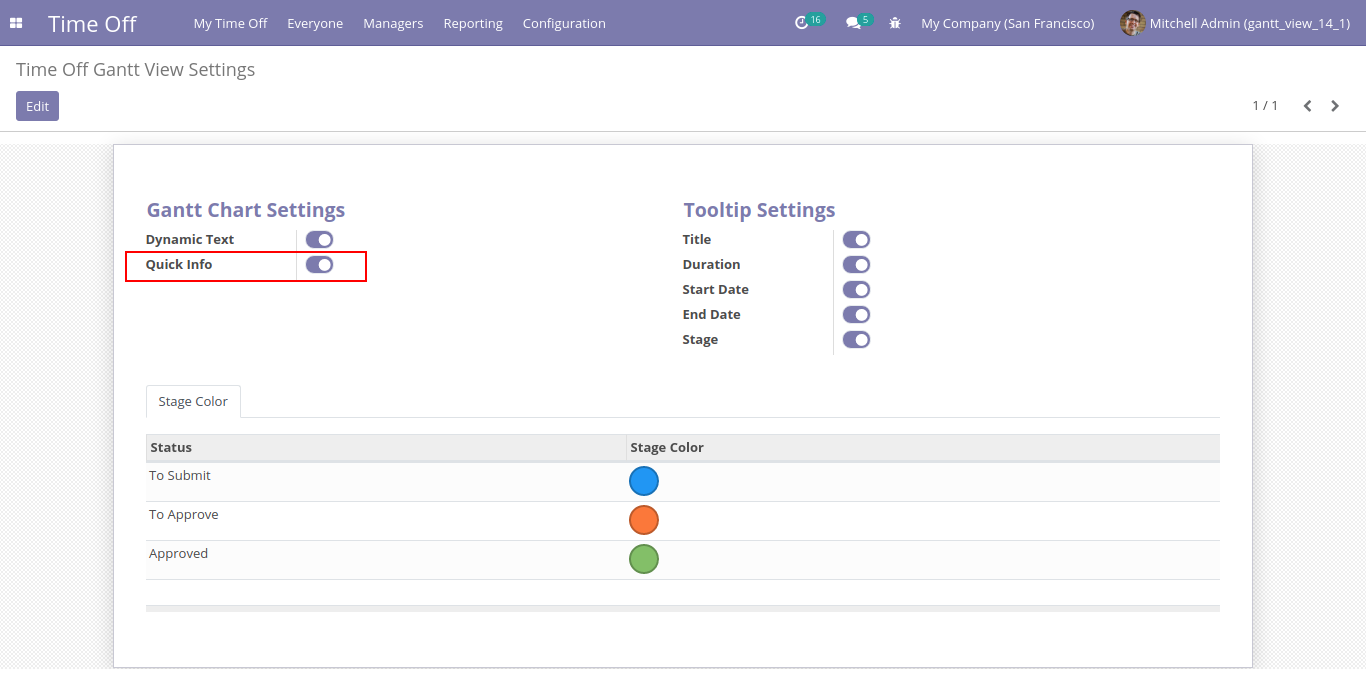 Time Off My Time Off Everyone Managers Reporting Configuration 16 5 My Company (San Francisco) Mitchell Admin (gantt_view_14_1)
Time Off Gantt View Settings
Edit 1 / 1
Gantt Chart Settings
Dynamic Text
Quick Info
Tooltip Settings
Title
Duration
Start Date
End Date
Stage
Stage Color
Status Stage Color
To Submit
To Approve
Approved